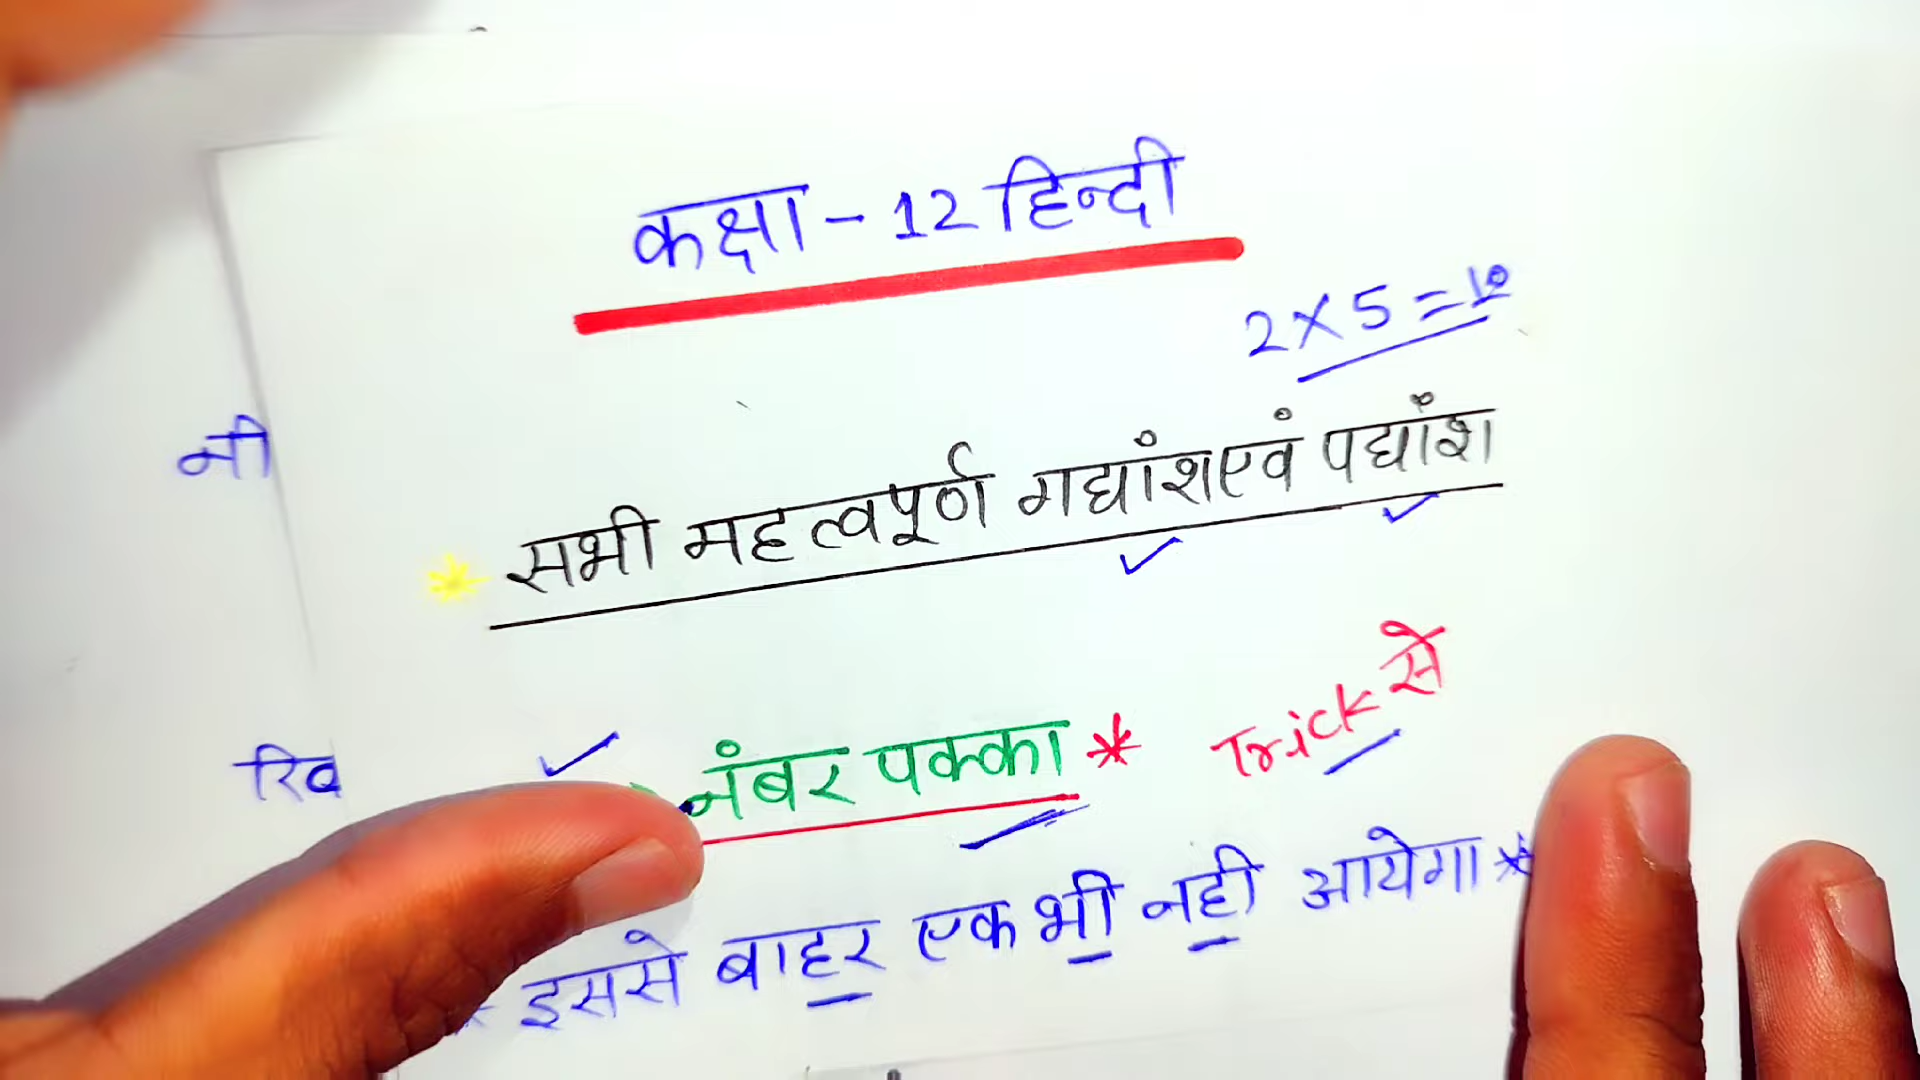 कक्षा - 12 हिन्दी
2 × 5 = 10
नी
* सभी महत्वपूर्ण गद्यांश एवं पद्यांश
Trick से
रिव
नंबर पक्का *
इससे बाहर एक भी नही आयेगा *